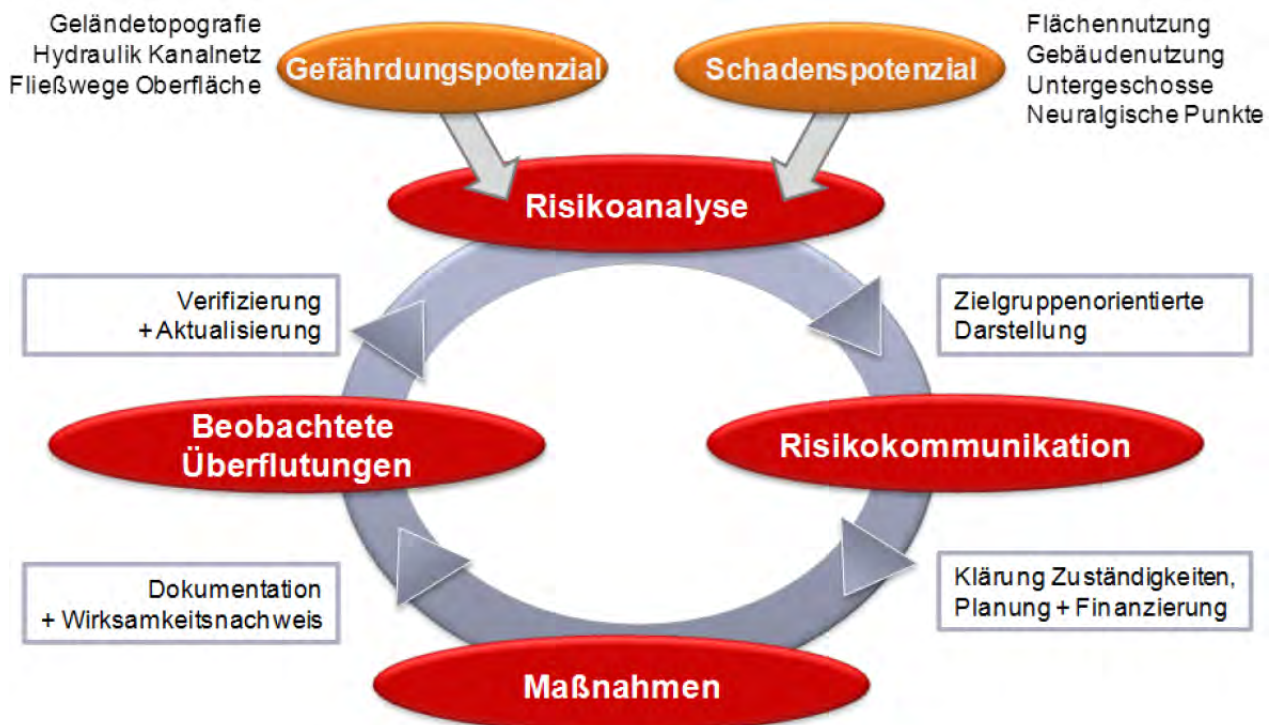 Geländetopografie
Hydraulik Kanalnetz
Fließwege Oberfläche
Gefährdungspotenzial
Schadenspotenzial
Flächennutzung
Gebäudenutzung
Untergeschosse
Neuralgische Punkte
Risikoanalyse
Verifizierung
+ Aktualisierung
Zielgruppenorientierte
Darstellung
Beobachtete
Überflutungen
Risikokommunikation
Dokumentation
+ Wirksamkeitsnachweis
Klärung Zuständigkeiten,
Planung + Finanzierung
Maßnahmen